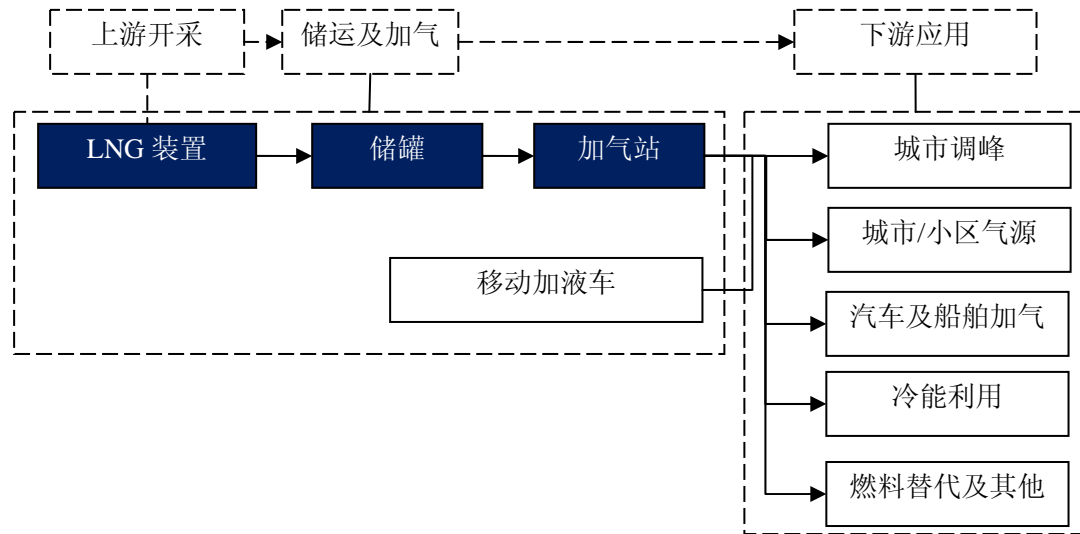 上游开采
储运及加气
下游应用
LNG 装置
储罐
加气站
城市调峰
城市/小区气源
移动加液车
汽车及船舶加气
冷能利用
燃料替代及其他